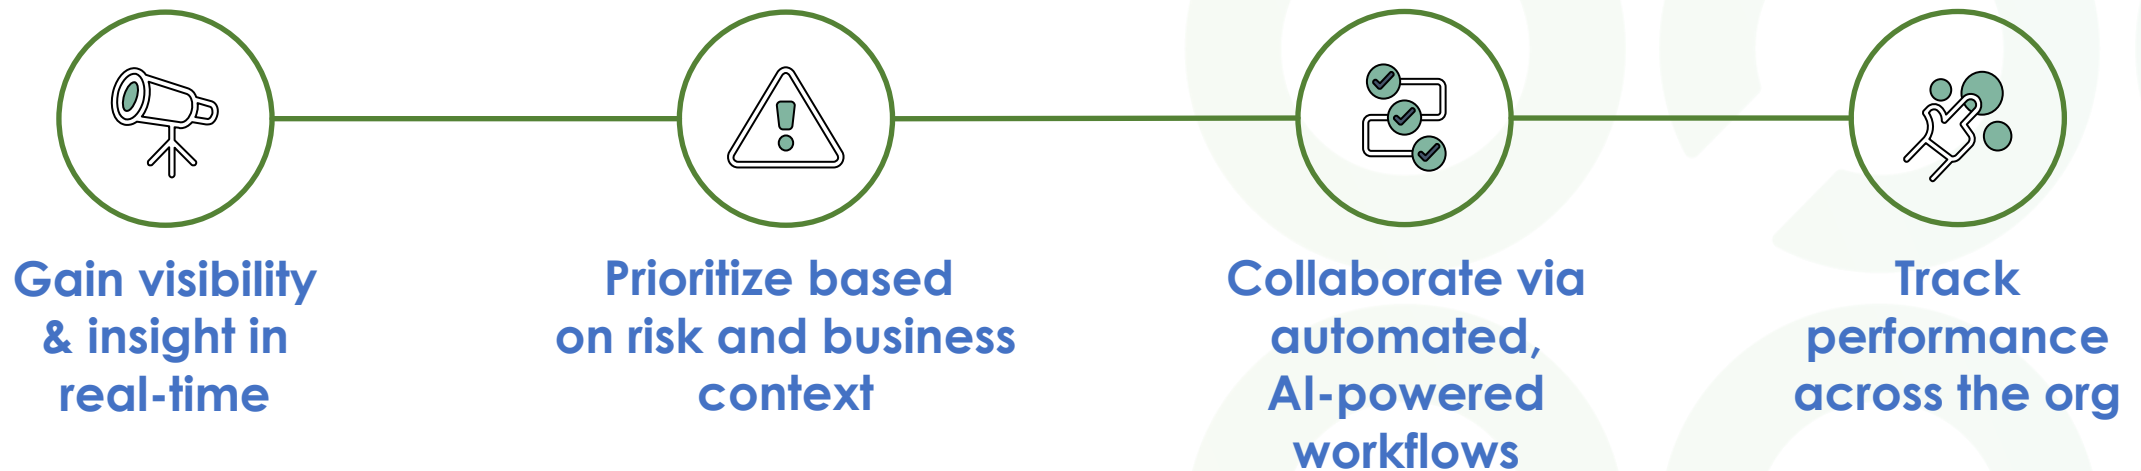 Gain visibility
& insight in
real-time
Prioritize based
on risk and business
context
Collaborate via
automated,
AI-powered
workflows
Track
performance
across the org